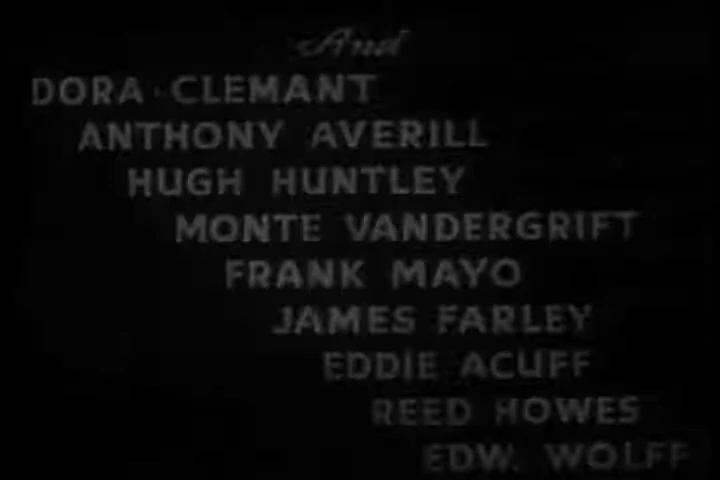 And
DORA CLEMANT
ANTHONY AVERILL
HUGH HUNTLEY
MONTE VANDERGRIFT
FRANK MAYO
JAMES FARLEY
EDDIE ACUFF
REED HOWES
EDW. WOLFF